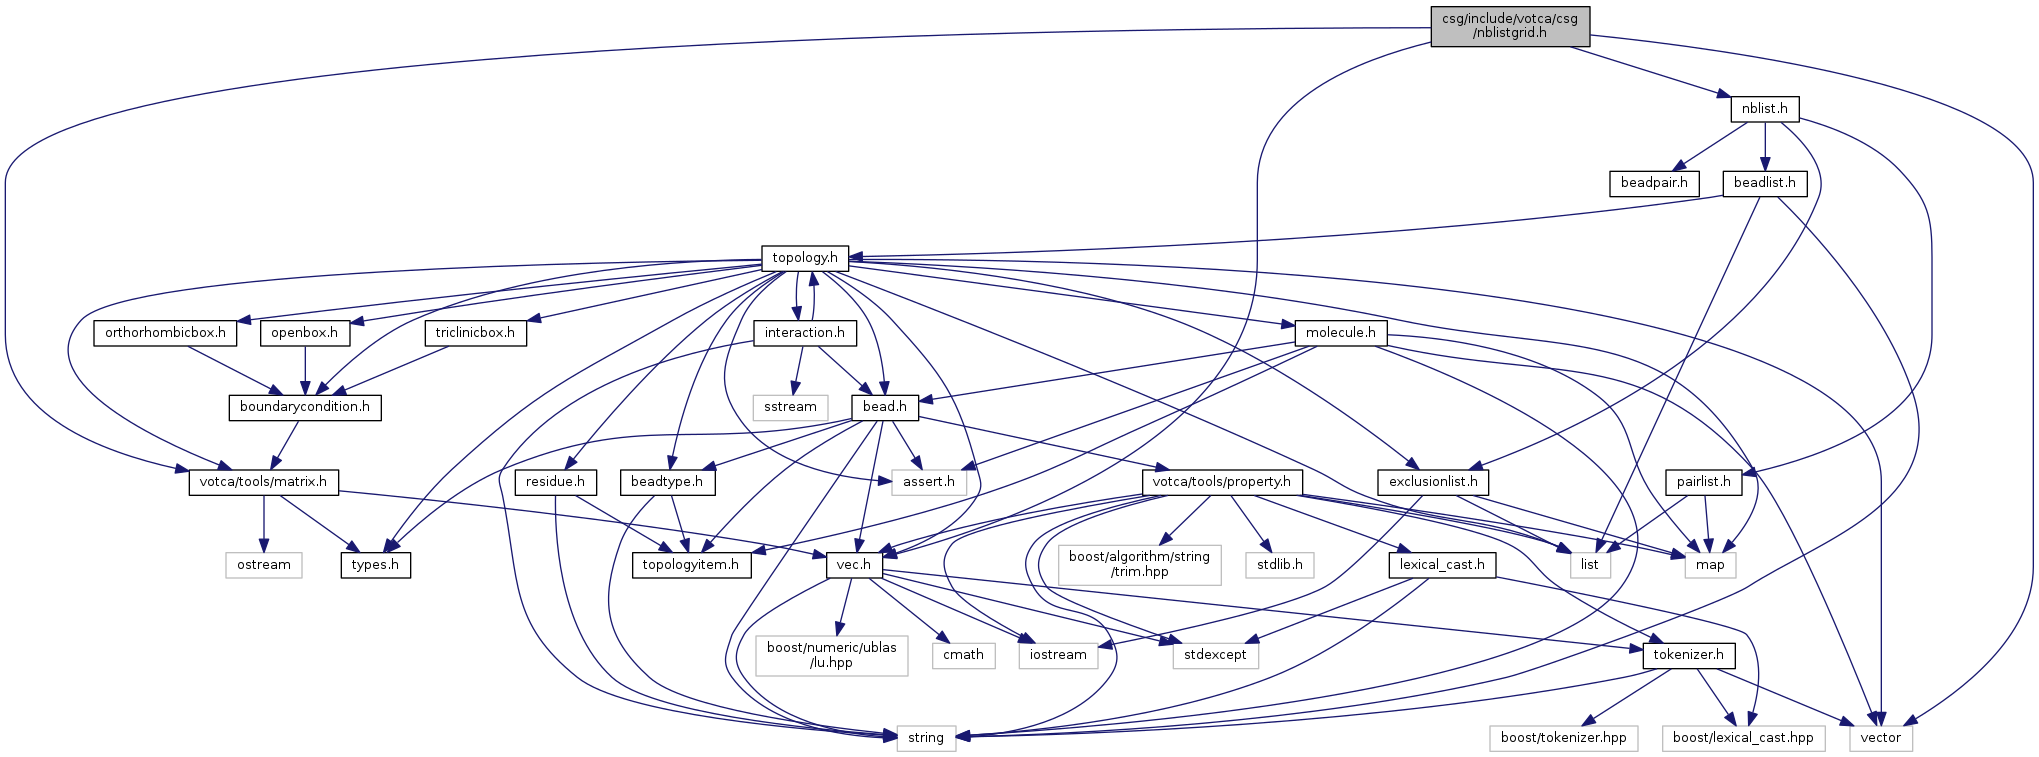 csg/include/votca/csg
/nblistgrid.h
nblist.h
beadpair.h
beadlist.h
topology.h
orthorhombicbox.h
openbox.h
triclinicbox.h
interaction.h
molecule.h
boundarycondition.h
sstream
bead.h
votca/tools/matrix.h
residue.h
beadtype.h
assert.h
votca/tools/property.h
exclusionlist.h
pairlist.h
ostream
types.h
topologyitem.h
vec.h
boost/algorithm/string
/trim.hpp
stdlib.h
lexical_cast.h
list
map
boost/numeric/ublas
/lu.hpp
cmath
iostream
stdexcept
tokenizer.h
string
boost/tokenizer.hpp
boost/lexical_cast.hpp
vector